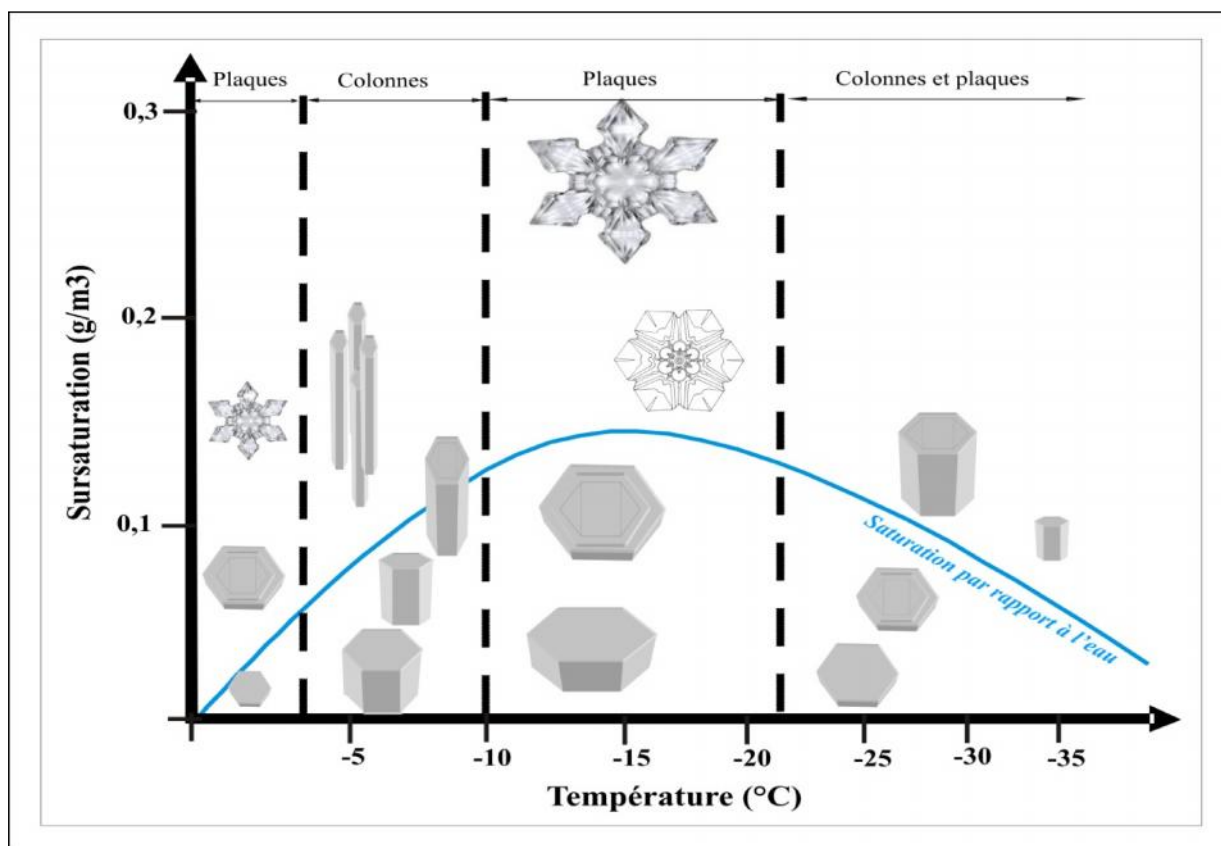 Plaques
Colonnes
Plaques
Colonnes et plaques
0,3
0,2
0,1
Sursaturation (g/m3)
Saturation par rapport à l'eau
-5
-10
-15
-20
-25
-30
-35
Température (°C)